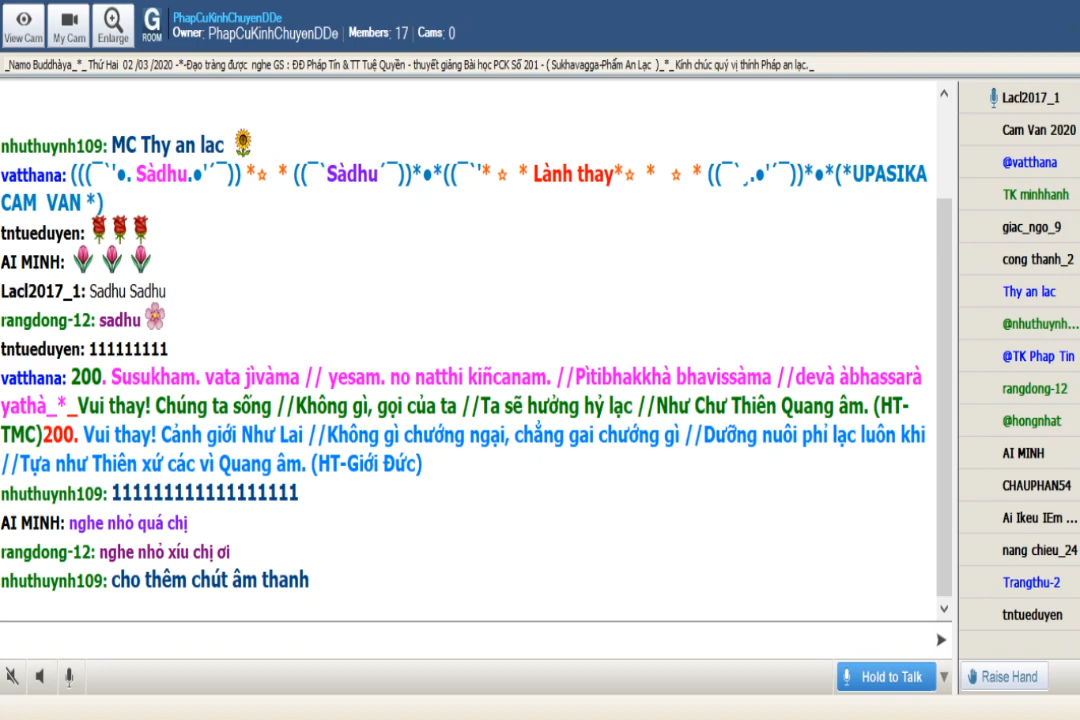 PhapCuKinhChuyenDDe
G
View Cam My Cam Enlarge ROOM Owner: PhapCuKinhChuyenDDe | Members: 17 | Cams: 0
_Namo Buddhàya_*_ Thứ Hai 02 /03 /2020 -*-Đạo tràng được nghe GS : ĐĐ Pháp Tín & TT Tuệ Quyền - thuyết giảng Bài học PCK Số 201 - ( Sukhavagga-Phẩm An Lạc )_*_ Kính chúc quý vị thính Pháp an lạc._
nhuthuynh109: MC Thy an lac
vatthana: (((¯`'•. Sàdhu.•'´¯)) *☆ * ((¯`Sàdhu´¯))*•*((¯`'*☆ * Lành thay*☆ * ☆ * ((¯`¸.•'´¯))*•*(*UPASIKA
CAM VAN *)
tntueduyen:
AI MINH:
Lacl2017_1: Sadhu Sadhu
rangdong-12: sadhu
tntueduyen: 111111111
vatthana: 200. Susukham. vata jìvàma // yesam. no natthi kiñcanam. //Pìtibhakkhà bhavissàma //devà àbhassarà
yathà_*_Vui thay! Chúng ta sống //Không gì, gọi của ta //Ta sẽ hưởng hỷ lạc //Như Chư Thiên Quang âm. (HT-
TMC)200. Vui thay! Cảnh giới Như Lai //Không gì chướng ngại, chẳng gai chướng gì //Dưỡng nuôi phỉ lạc luôn khi
//Tựa như Thiên xứ các vì Quang âm. (HT-Giới Đức)
nhuthuynh109: 111111111111111111
AI MINH: nghe nhỏ quá chị
rangdong-12: nghe nhỏ xíu chị ơi
nhuthuynh109: cho thêm chút âm thanh
Hold to Talk
Lacl2017_1
Cam Van 2020
@vatthana
TK minhhanh
giac_ngo_9
cong thanh_2
Thy an lac
@nhuthuynh...
@TK Phap Tin
rangdong-12
@hongnhat
AI MINH
CHAUPHAN54
Ai Ikeu IEm ...
nang chieu_24
Trangthu-2
tntueduyen
Raise Hand